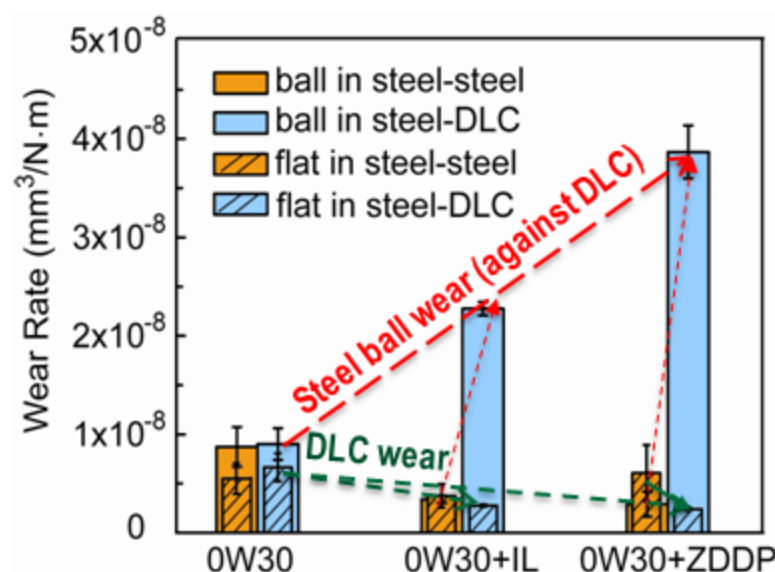 5x10⁻⁸
4x10⁻⁸
3x10⁻⁸
2x10⁻⁸
1x10⁻⁸
0
Wear Rate (mm³/N·m)
ball in steel-steel
ball in steel-DLC
flat in steel-steel
flat in steel-DLC
Steel ball wear (against DLC)
DLC wear
0W30
0W30+IL
0W30+ZDDP